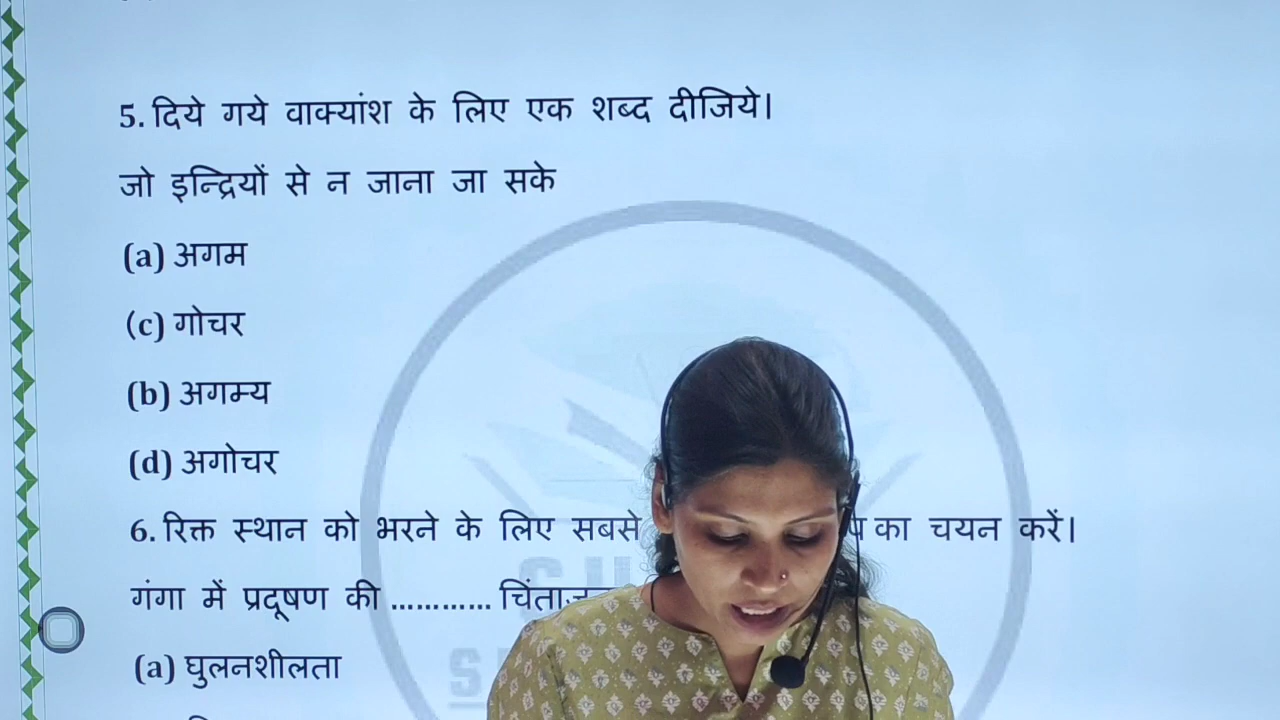 5. दिये गये वाक्यांश के लिए एक शब्द दीजिये।
जो इन्द्रियों से न जाना जा सके
(a) अगम
(c) गोचर
(b) अगम्य
(d) अगोचर
6. रिक्त स्थान को भरने के लिए सबसे का चयन करें।
गंगा में प्रदूषण की ............
(a) घुलनशीलता